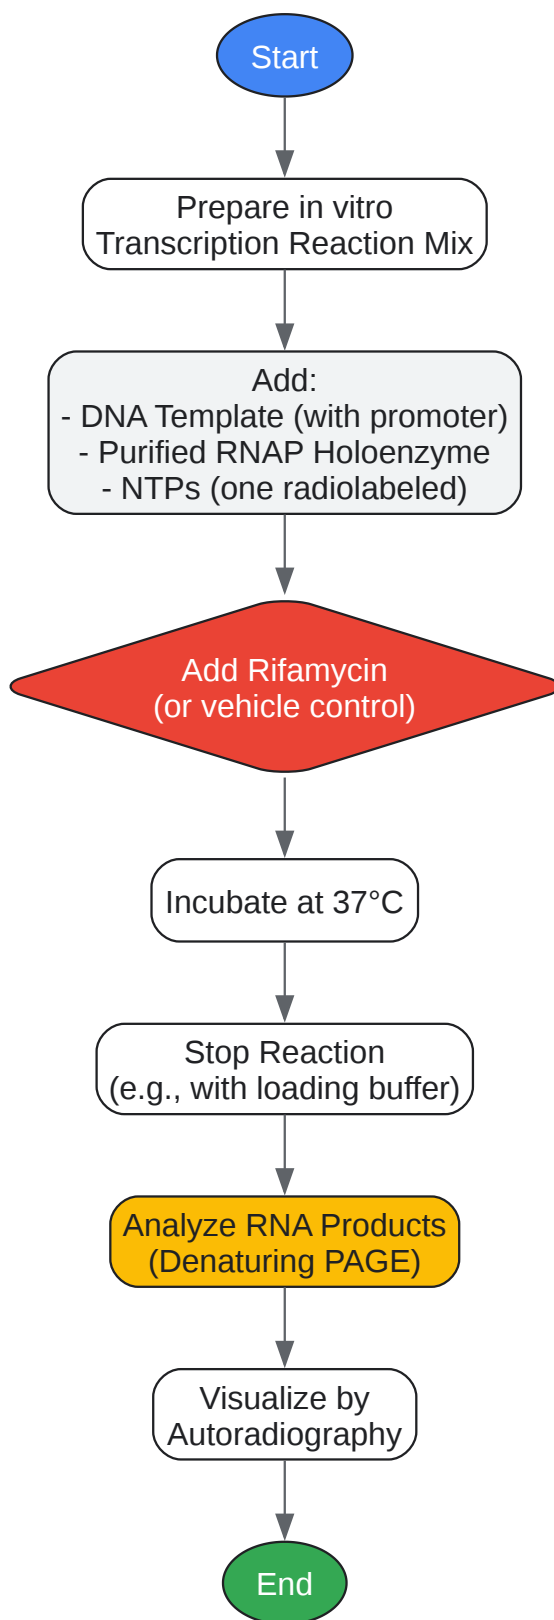 Start
Prepare in vitro
Transcription Reaction Mix
Add:
- DNA Template (with promoter)
- Purified RNAP Holoenzyme
- NTPs (one radiolabeled)
Add Rifamycin
(or vehicle control)
Incubate at 37°C
Stop Reaction
(e.g., with loading buffer)
Analyze RNA Products
(Denaturing PAGE)
Visualize by
Autoradiography
End